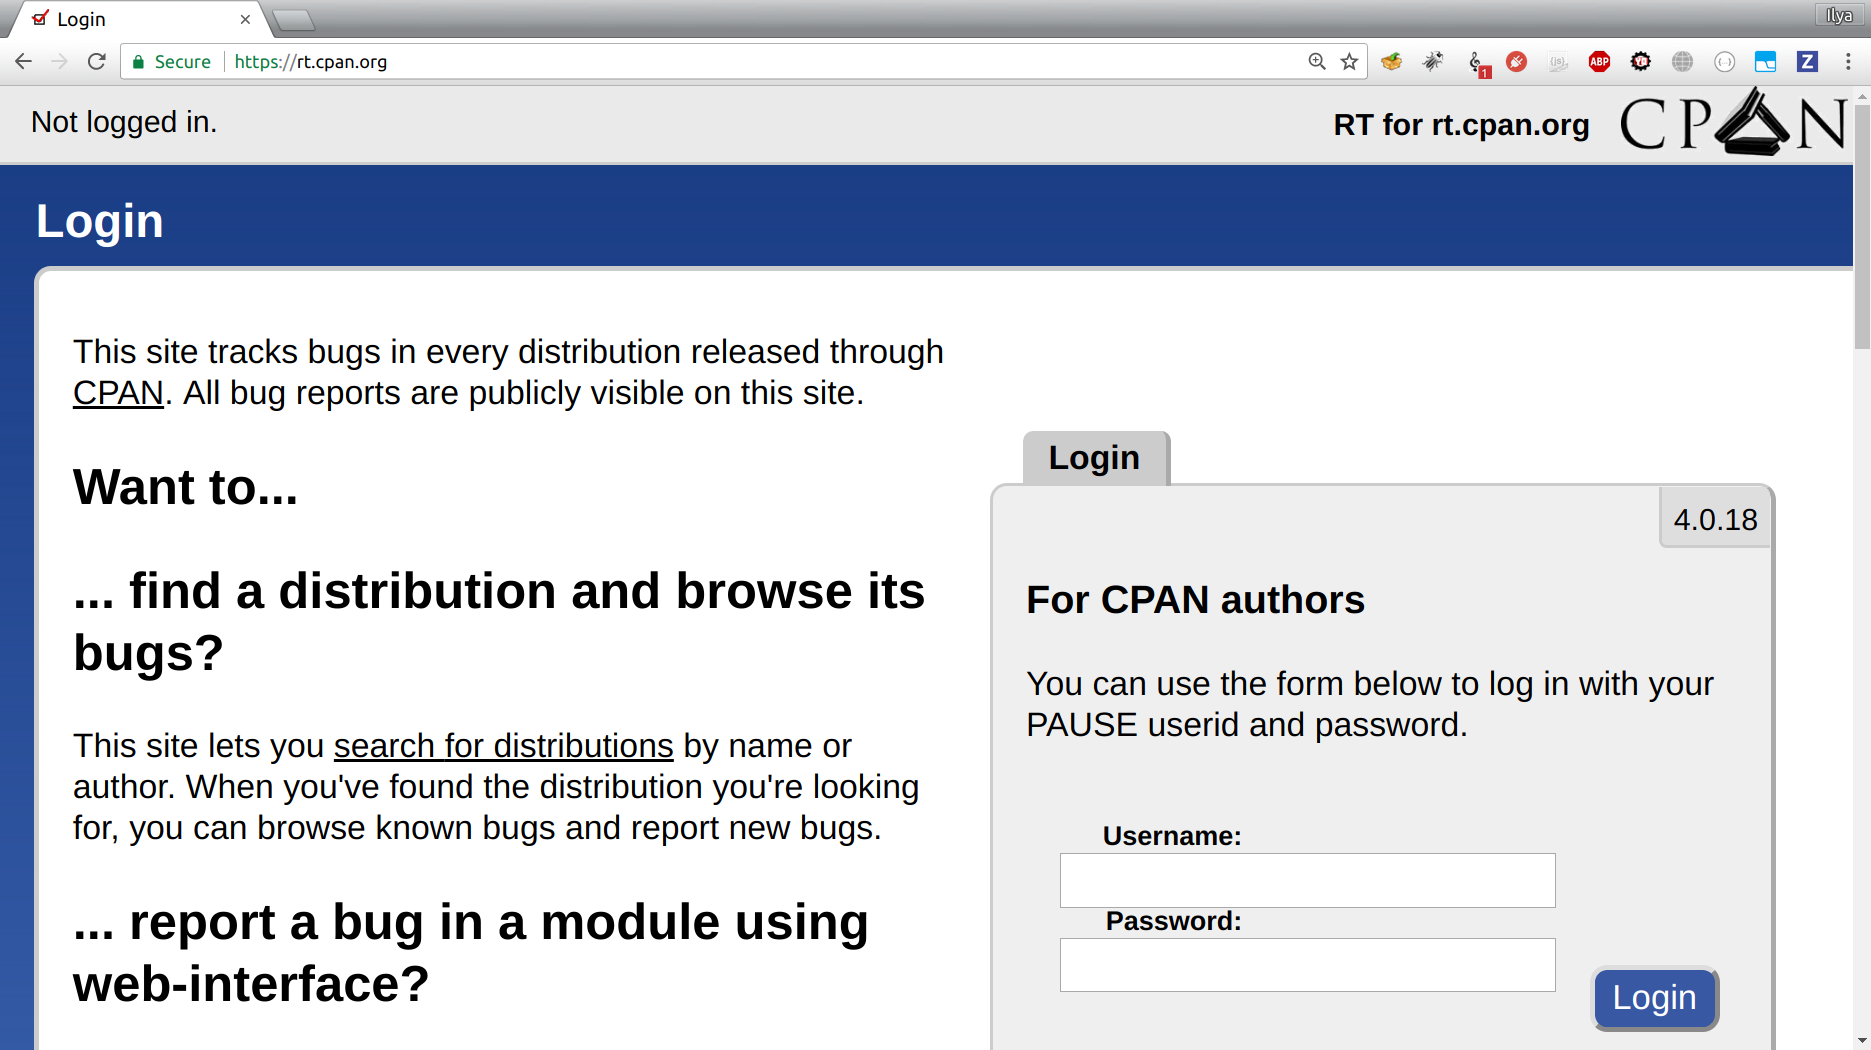 Login
Ilya
Secure
https://rt.cpan.org
1
ABP
Z
Not logged in.
RT for rt.cpan.org
CPAN
Login
This site tracks bugs in every distribution released through
CPAN. All bug reports are publicly visible on this site.
Want to...
... find a distribution and browse its
bugs?
This site lets you search for distributions by name or
author. When you've found the distribution you're looking
for, you can browse known bugs and report new bugs.
... report a bug in a module using
web-interface?
Login
4.0.18
For CPAN authors
You can use the form below to log in with your
PAUSE userid and password.
Username:
Password:
Login